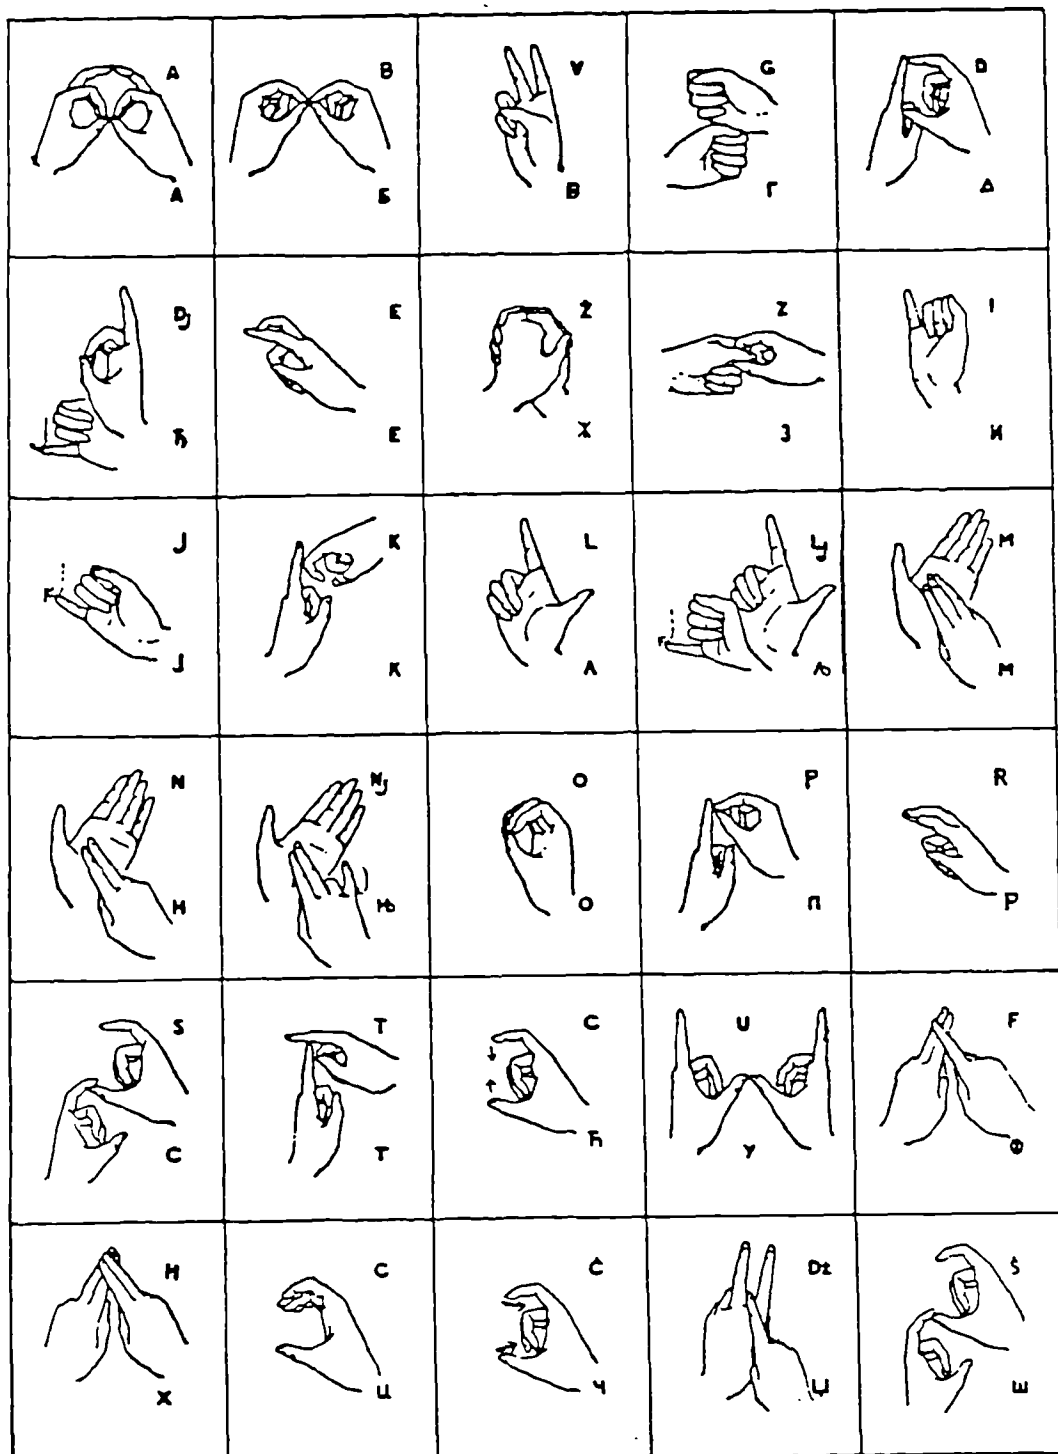 A B V G D
А Б В Г Д
Dj E Ž Z I
Ђ Е Ж З И
J K L Lj M
Ј К Л Љ М
N Nj O P R
Н Њ О П Р
S T C U F
С Т Ћ У Ф
H C Č Dž Š
Х Ц Ч Џ Ш